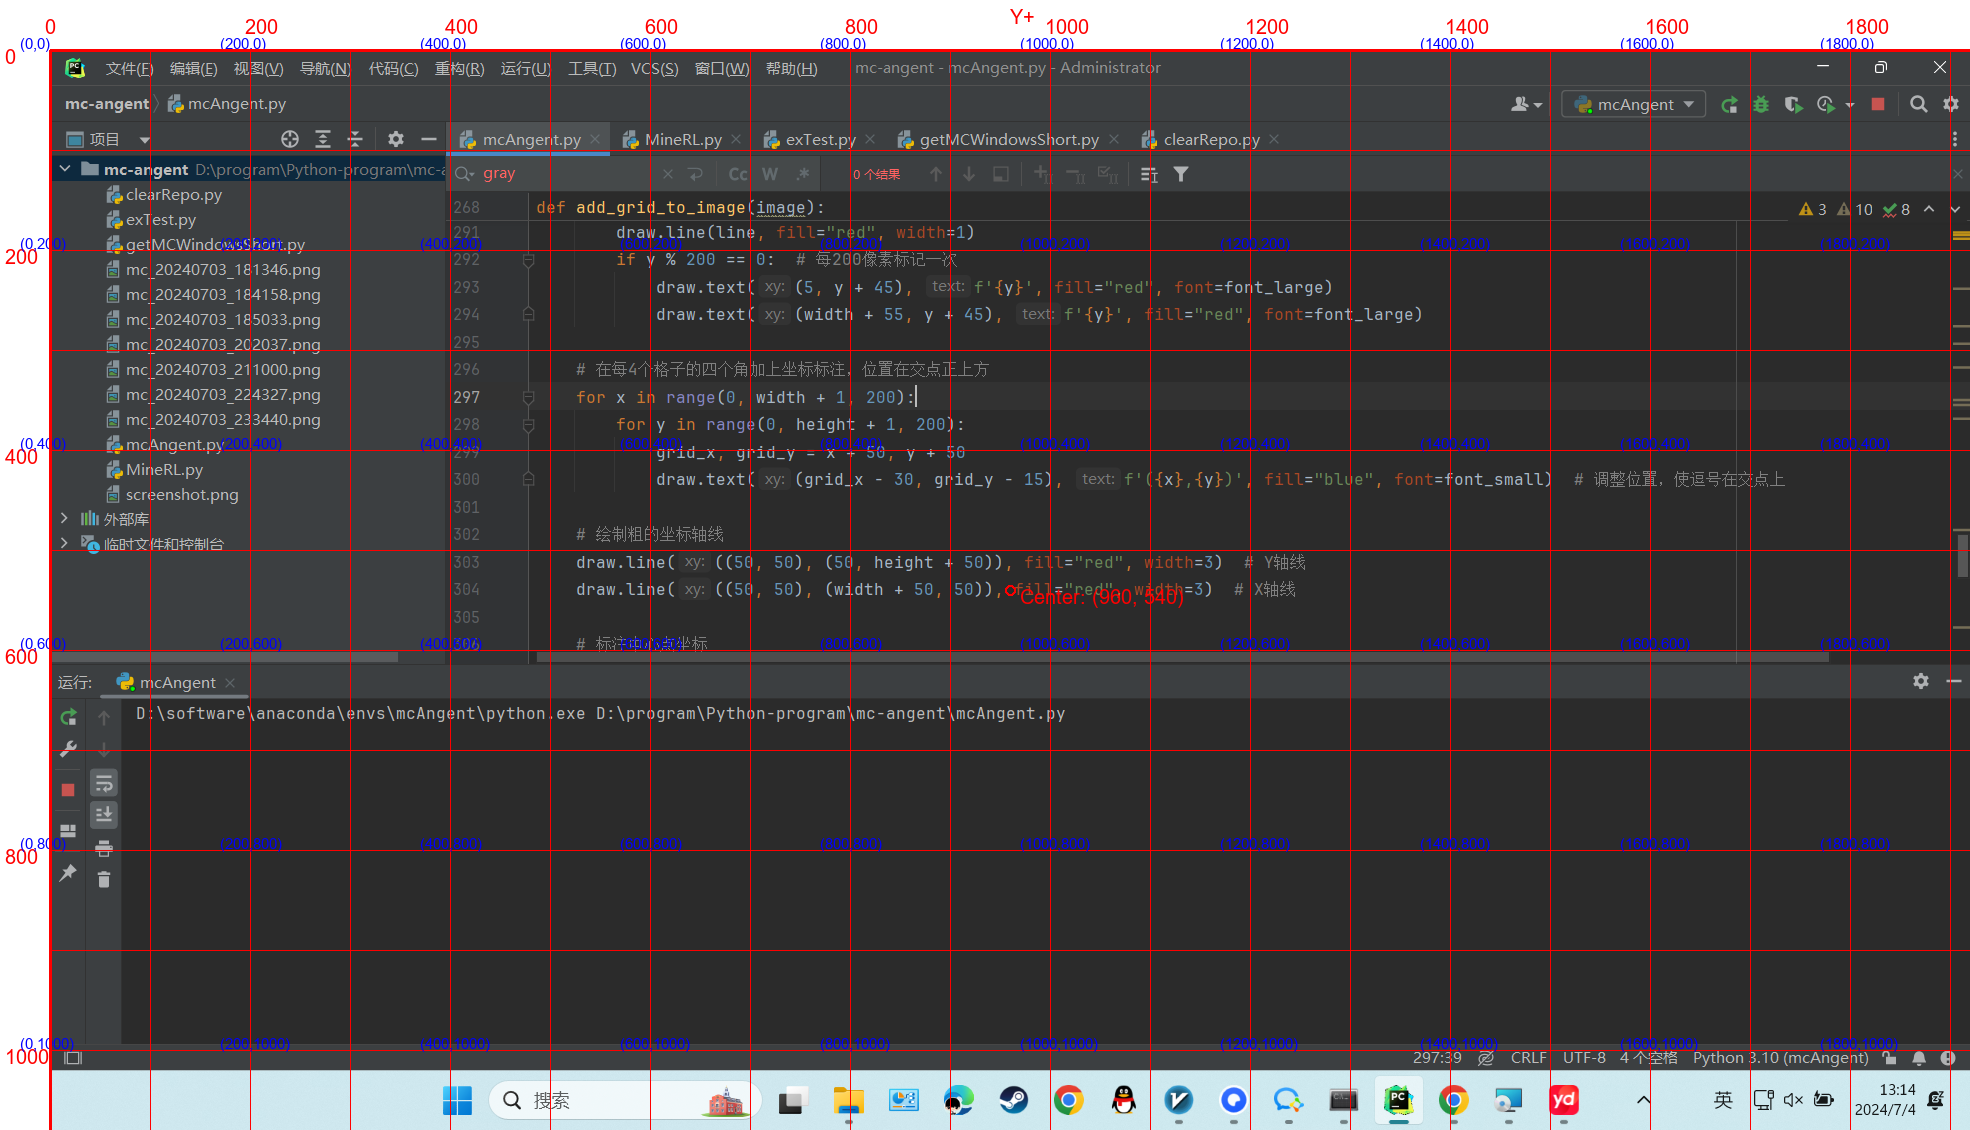 Y+
0 200 400 600 800 1000 1200 1400 1600 1800
(0,0) (200,0) (400,0) (600,0) (800,0) (1000,0) (1200,0) (1400,0) (1600,0) (1800,0)
0
文件(F) 编辑(E) 视图(V) 导航(N) 代码(C) 重构(R) 运行(U) 工具(T) VCS(S) 窗口(W) 帮助(H) mc-angent - mcAngent.py - Administrator
mc-angent mcAngent.py mcAngent
项目 mcAngent.py MineRL.py exTest.py getMCWindowsShort.py clearRepo.py
mc-angent D:\program\Python-program\mc-a
gray Cc W .* 0 个结果
clearRepo.py
exTest.py
getMCWindowsShort.py
mc_20240703_181346.png
mc_20240703_184158.png
mc_20240703_185033.png
mc_20240703_202037.png
mc_20240703_211000.png
mc_20240703_224327.png
mc_20240703_233440.png
mcAngent.py
MineRL.py
screenshot.png
外部库
临时文件和控制台
268 def add_grid_to_image(image): 3 10 8
291 draw.line(line, fill="red", width=1)
(0,200) (200,200) (400,200) (600,200) (800,200) (1000,200) (1200,200) (1400,200) (1600,200) (1800,200)
200
292 if y % 200 == 0: # 每200像素标记一次
293 draw.text( xy: (5, y + 45), text: f'{y}', fill="red", font=font_large)
294 draw.text( xy: (width + 55, y + 45), text: f'{y}', fill="red", font=font_large)
295
296 # 在每4个格子的四个角加上坐标标注，位置在交点正上方
297 for x in range(0, width + 1, 200):
298 for y in range(0, height + 1, 200):
(0,400) (200,400) (400,400) (600,400) (800,400) (1000,400) (1200,400) (1400,400) (1600,400) (1800,400)
400
299 grid_x, grid_y = x + 50, y + 50
300 draw.text( xy: (grid_x - 30, grid_y - 15), text: f'({x},{y})', fill="blue", font=font_small) # 调整位置，使逗号在交点上
301
302 # 绘制粗的坐标轴线
303 draw.line( xy: ((50, 50), (50, height + 50)), fill="red", width=3) # Y轴线
304 draw.line( xy: ((50, 50), (width + 50, 50)), fill="red", width=3) # X轴线
Center: (960, 540)
305
# 标注中心点坐标
(0,600) (200,600) (400,600) (600,600) (800,600) (1000,600) (1200,600) (1400,600) (1600,600) (1800,600)
600
运行: mcAngent
D:\software\anaconda\envs\mcAngent\python.exe D:\program\Python-program\mc-angent\mcAngent.py
(0,800) (200,800) (400,800) (600,800) (800,800) (1000,800) (1200,800) (1400,800) (1600,800) (1800,800)
800
(0,1000) (200,1000) (400,1000) (600,1000) (800,1000) (1000,1000) (1200,1000) (1400,1000) (1600,1000) (1800,1000)
1000
297:39 CRLF UTF-8 4 个空格 Python 3.10 (mcAngent)
搜索 PC yd 英 13:14
2024/7/4